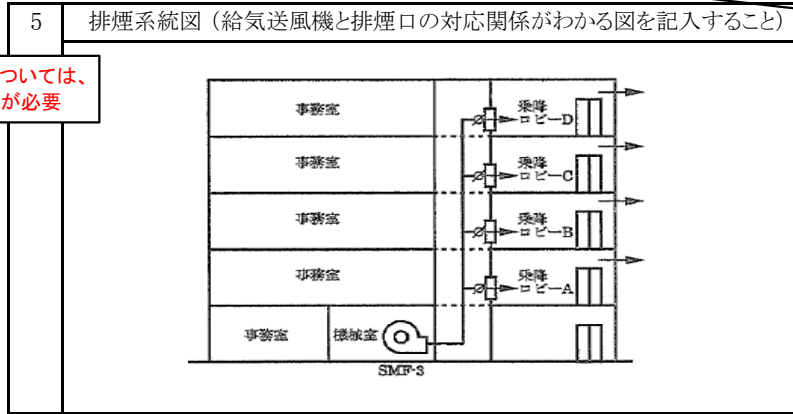 5 排煙系統図（給気送風機と排煙口の対応関係がわかる図を記入すること）
ついては、
が必要
事務室
乗降
ロビーD
事務室
乗降
ロビーC
事務室
乗降
ロビーB
事務室
乗降
ロビーA
事務室
機械室
SMF-3